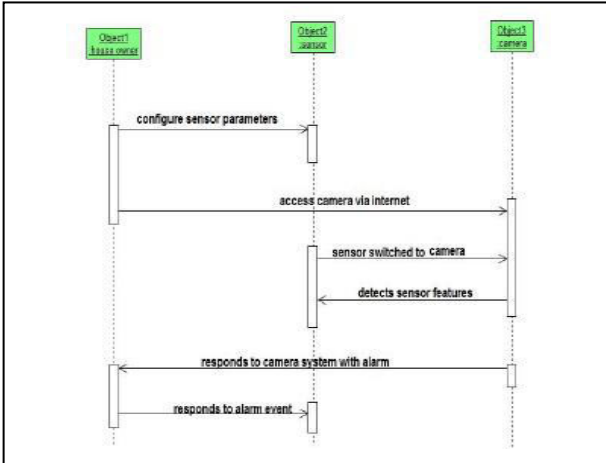 Object1
:house owner
Object2
:sensor
Object3
:camera
configure sensor parameters
access camera via internet
sensor switched to camera
detects sensor features
responds to camera system with alarm
responds to alarm event